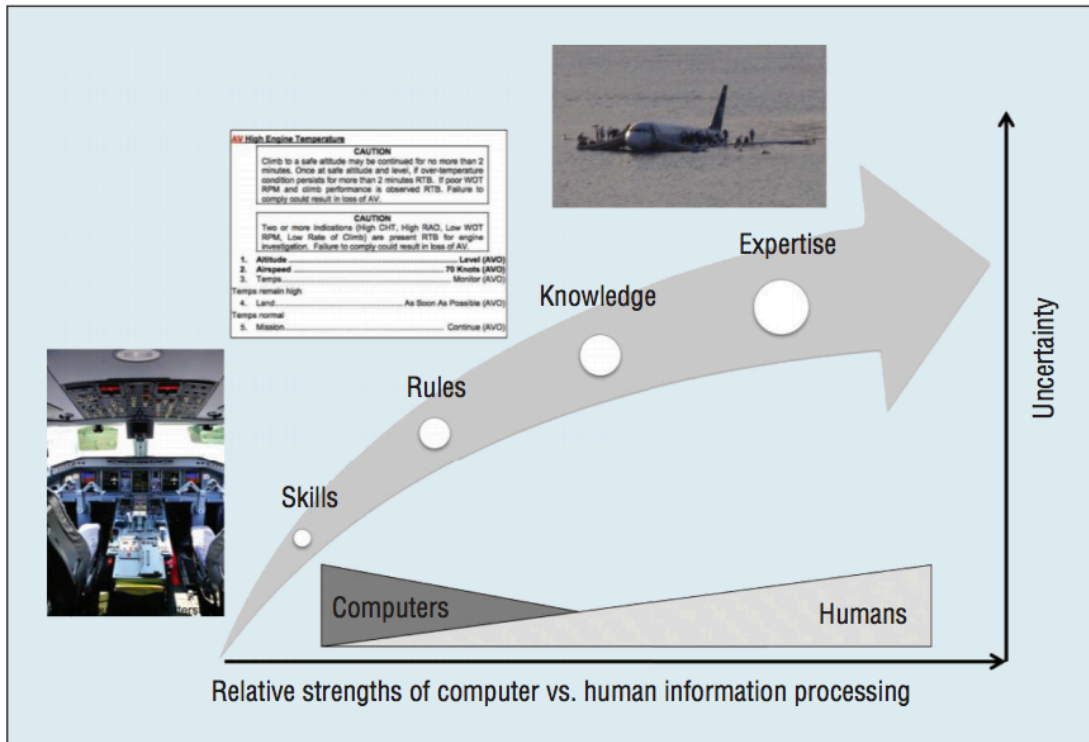 AV High Engine Temperature
CAUTION
Climb to a safe altitude may be continued for no more than 2
minutes. Once at safe altitude and level, if over-temperature
condition persists for more than 2 minutes RTB. If poor WOT
RPM and climb performance is observed RTB. Failure to
comply could result in loss of AV.
CAUTION
Two or more indications (High CHT, High RAO, Low WOT
RPM, Low Rate of Climb) are present RTB for engine
investigation. Failure to comply could result in loss of AV.
1. Altitude ........ Level (AVO)
2. Airspeed ........ 70 Knots (AVO)
3. Temps ........ Monitor (AVO)
Temps remain high
4. Land ........ As Soon As Possible (AVO)
Temps normal
5. Mission ........ Continue (AVO)
Expertise
Knowledge
Rules
Skills
Uncertainty
Computers
Humans
Relative strengths of computer vs. human information processing